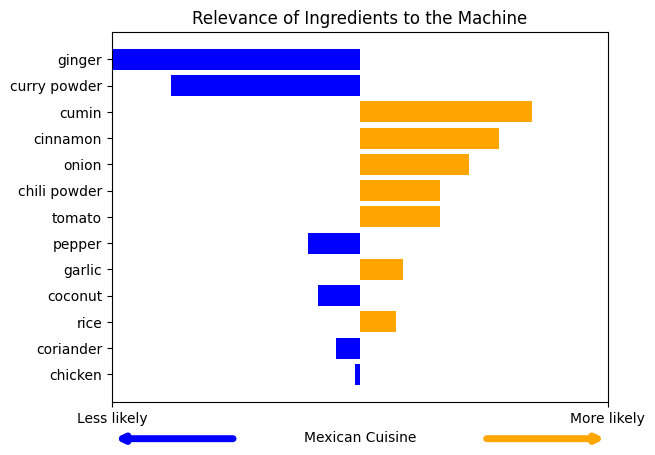 Relevance of Ingredients to the Machine
ginger
curry powder
cumin
cinnamon
onion
chili powder
tomato
pepper
garlic
coconut
rice
coriander
chicken
Less likely
More likely
Mexican Cuisine